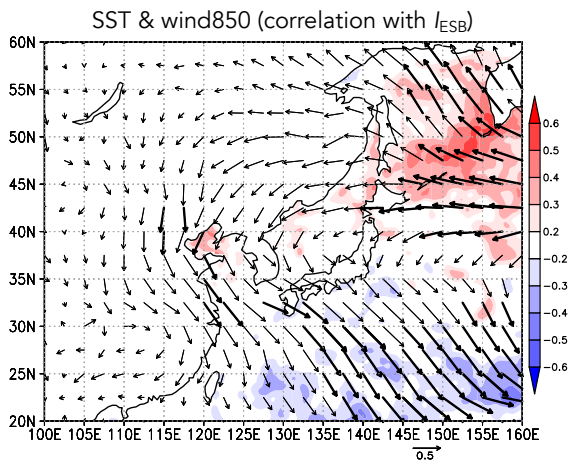 SST & wind850 (correlation with I_ESB)
60N
55N
50N
45N
40N
35N
30N
25N
20N
100E 105E 110E 115E 120E 125E 130E 135E 140E 145E 150E 155E 160E
0.6
0.5
0.4
0.3
0.2
−0.2
−0.3
−0.4
−0.5
−0.6
0.5